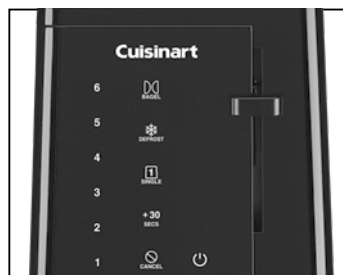 Cuisinart
6 BAGEL
5
DEFROST
4
1
SINGLE
3
+30
2 SECS
1 CANCEL